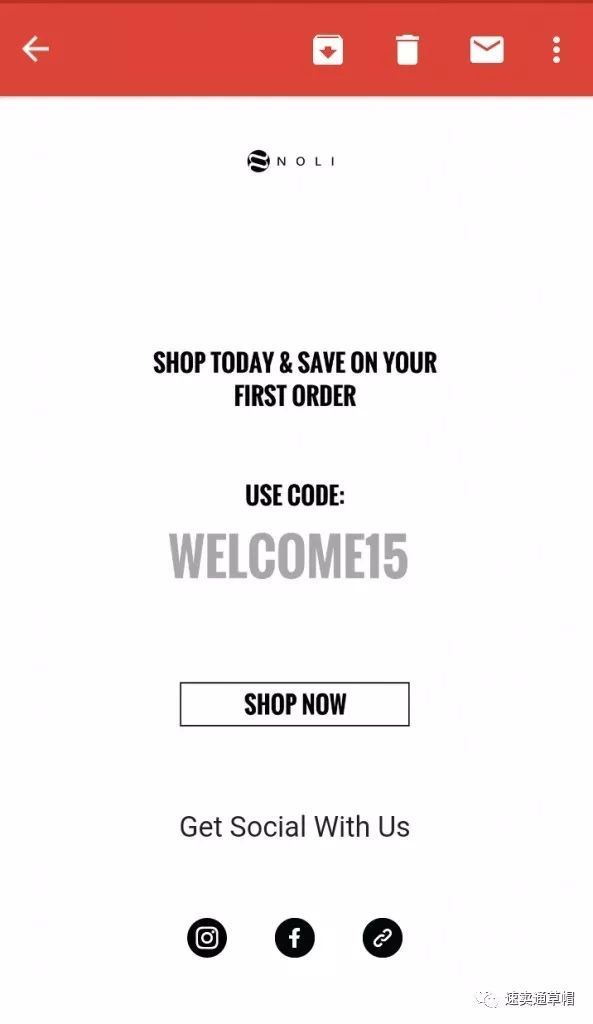 NOLI
SHOP TODAY & SAVE ON YOUR
FIRST ORDER
USE CODE:
WELCOME15
SHOP NOW
Get Social With Us
速卖通草帽